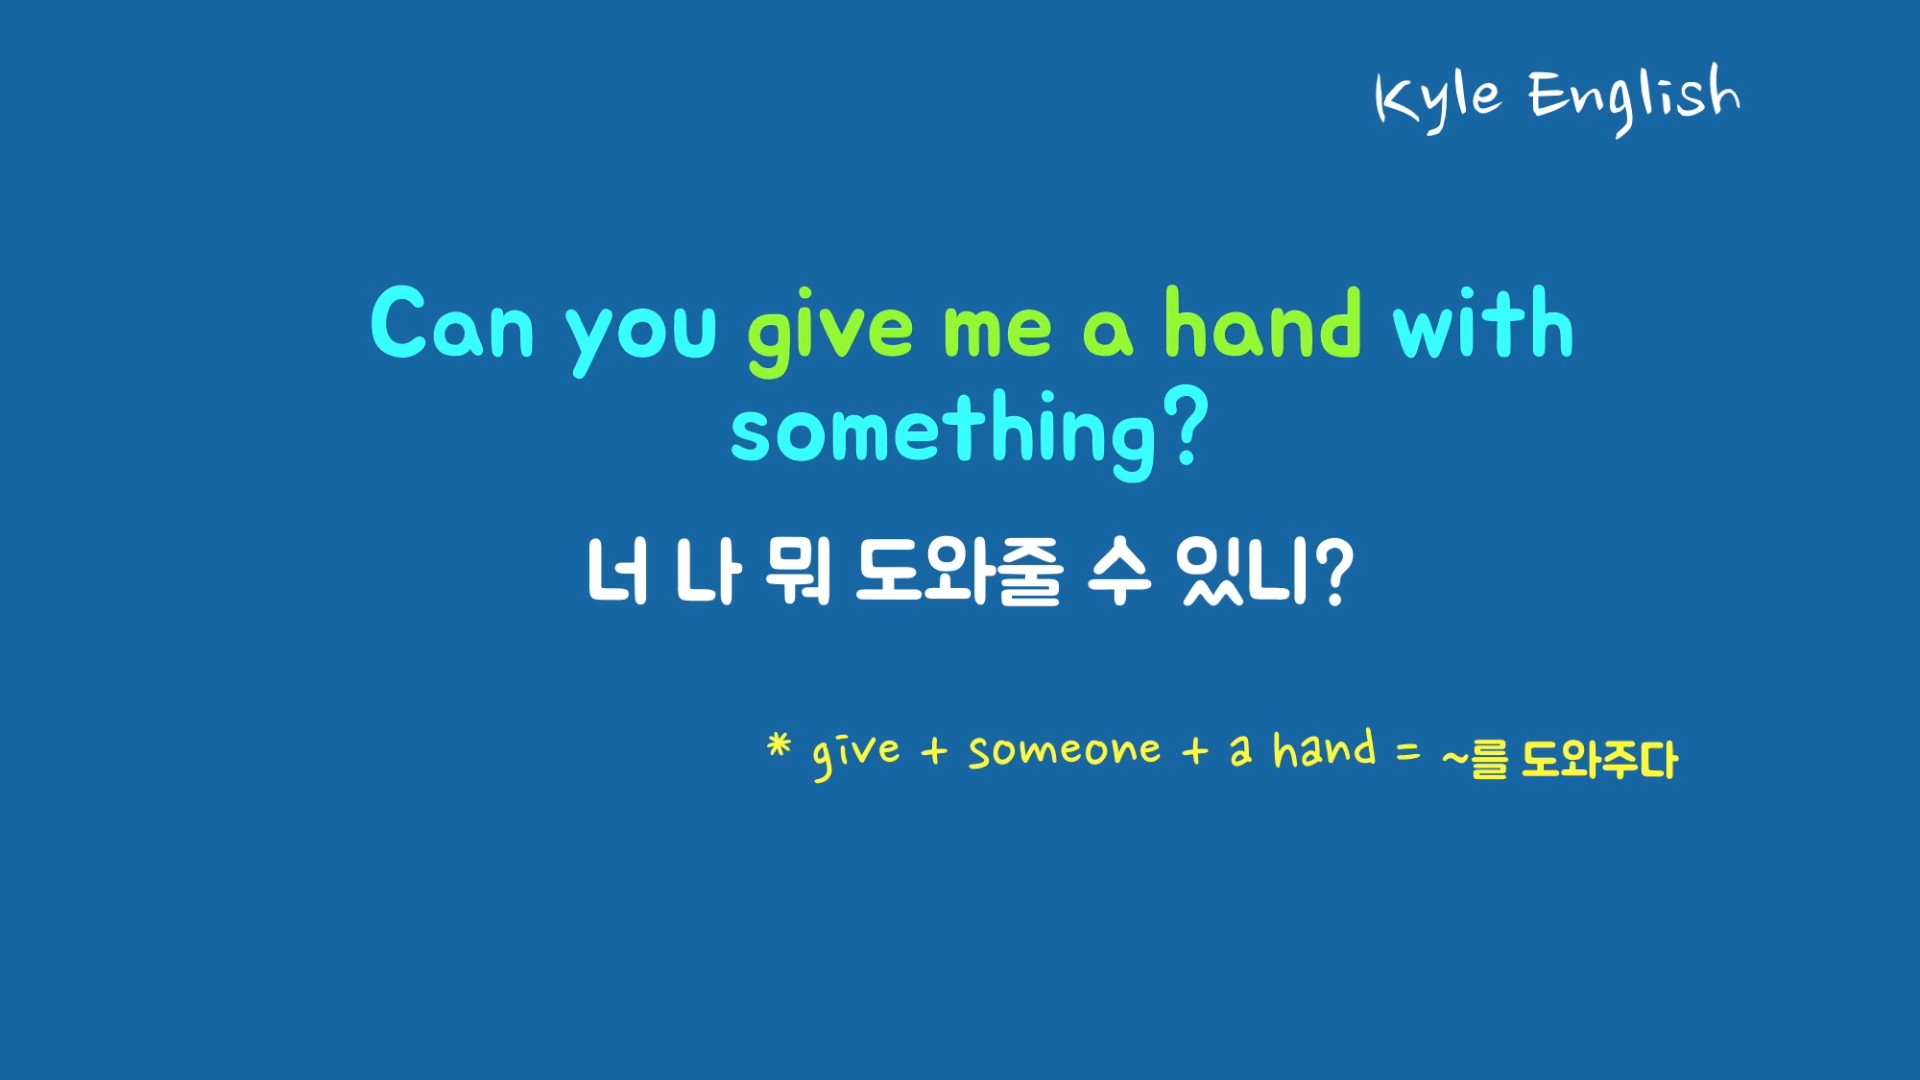 Kyle English
Can you give me a hand with
something?
너 나 뭐 도와줄 수 있니?
* give + someone + a hand = ~를 도와주다